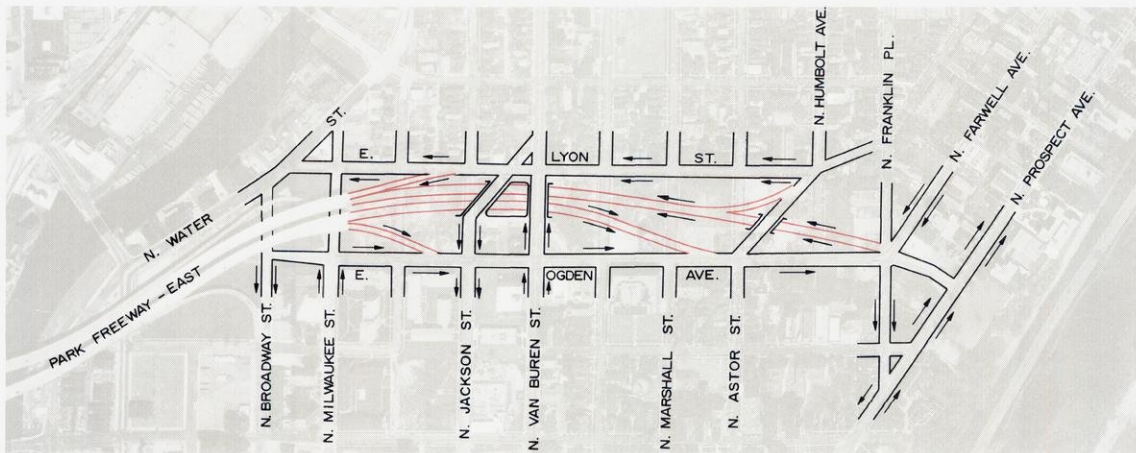 N. WATER ST.
PARK FREEWAY - EAST
N. BROADWAY ST.
N. MILWAUKEE ST.
N. JACKSON ST.
N. VAN BUREN ST.
N. MARSHALL ST.
N. ASTOR ST.
E. LYON ST.
E. OGDEN AVE.
N. HUMBOLT AVE.
N. FRANKLIN PL.
N. FARWELL AVE.
N. PROSPECT AVE.